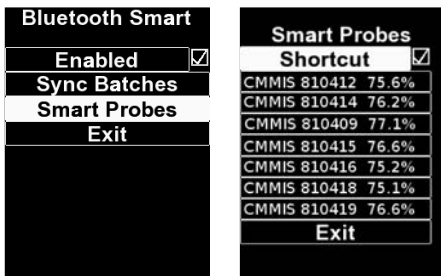 Bluetooth Smart
Enabled
Sync Batches
Smart Probes
Exit
Smart Probes
Shortcut
CMMIS 810412 75.6%
CMMIS 810414 76.2%
CMMIS 810409 77.1%
CMMIS 810415 76.6%
CMMIS 810416 75.2%
CMMIS 810418 75.1%
CMMIS 810419 76.6%
Exit